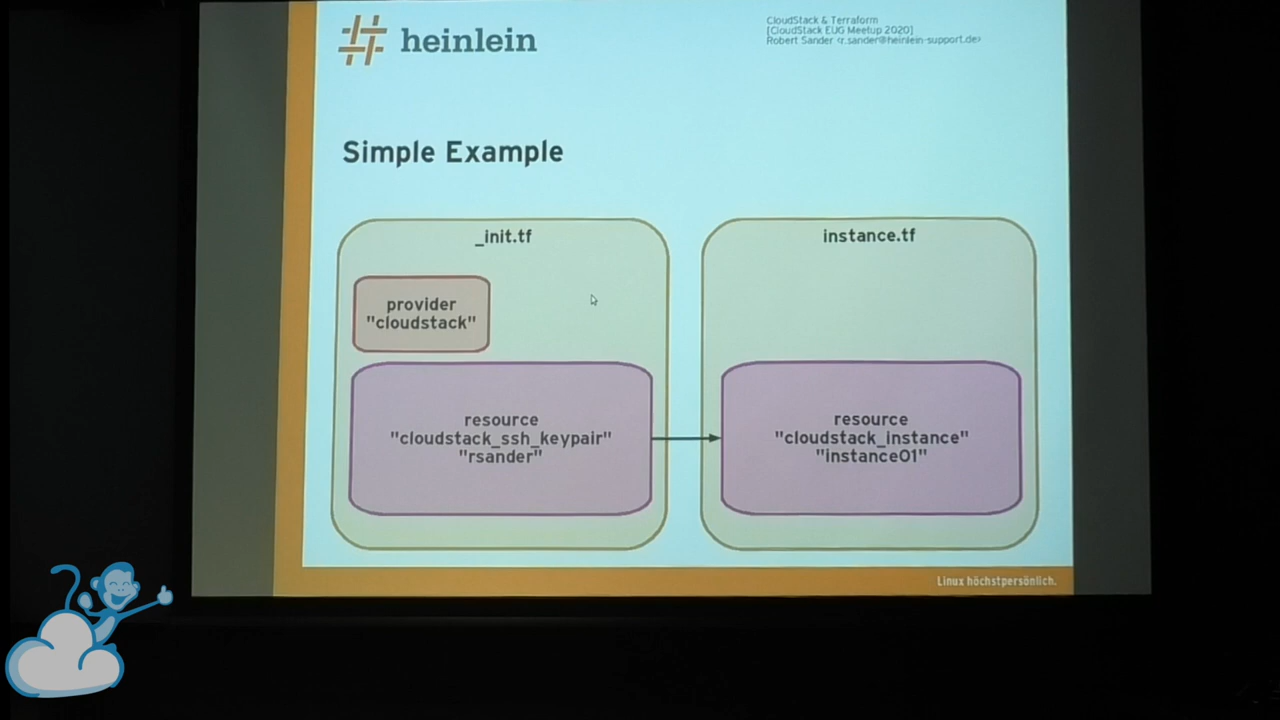 heinlein
CloudStack & Terraform
[CloudStack EUG Meetup 2020]
Robert Sander <r.sander@heinlein-support.de>
Simple Example
_init.tf
provider
"cloudstack"
resource
"cloudstack_ssh_keypair"
"rsander"
instance.tf
resource
"cloudstack_instance"
"instance01"
Linux höchstpersönlich.